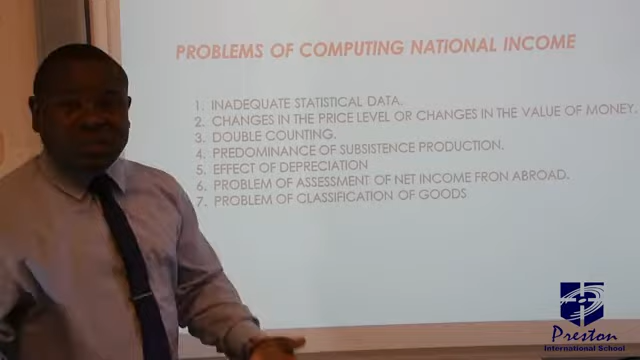 PROBLEMS OF COMPUTING NATIONAL INCOME
1. INADEQUATE STATISTICAL DATA.
2. CHANGES IN THE PRICE LEVEL OR CHANGES IN THE VALUE OF MONEY.
3. DOUBLE COUNTING.
4. PREDOMINANCE OF SUBSISTENCE PRODUCTION.
5. EFFECT OF DEPRECIATION
6. PROBLEM OF ASSESSMENT OF NET INCOME FRON ABROAD.
7. PROBLEM OF CLASSIFICATION OF GOODS
Preston
International School